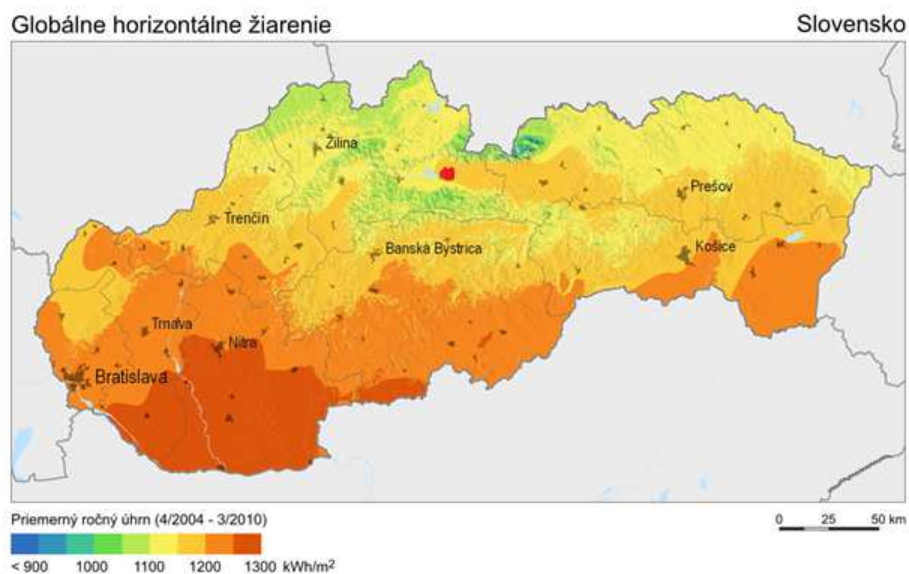 Globálne horizontálne žiarenie
Slovensko
Žilina
Prešov
Trenčín
Banská Bystrica
Košice
Trnava
Nitra
Bratislava
Priemerný ročný úhrn (4/2004 - 3/2010)
0 25 50 km
< 900 1000 1100 1200 1300 kWh/m²